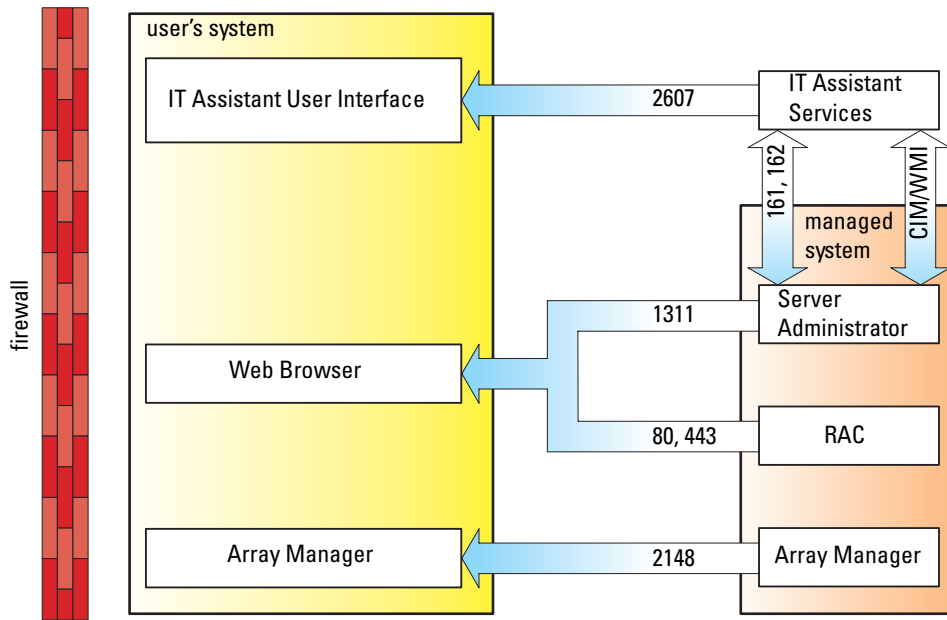 firewall
user's system
IT Assistant User Interface
2607
IT Assistant
Services
161, 162
CIM/WMI
managed
system
Server
Administrator
1311
Web Browser
80, 443
RAC
Array Manager
2148
Array Manager